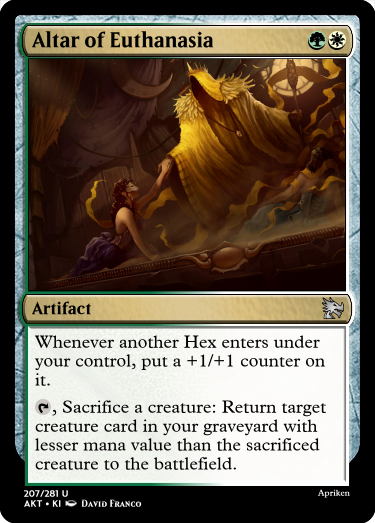 Altar of Euthanasia
Artifact
Whenever another Hex enters under
your control, put a +1/+1 counter on
it.
, Sacrifice a creature: Return target
creature card in your graveyard with
lesser mana value than the sacrificed
creature to the battlefield.
207/281 U
Apriken
AKT • KI DAVID FRANCO